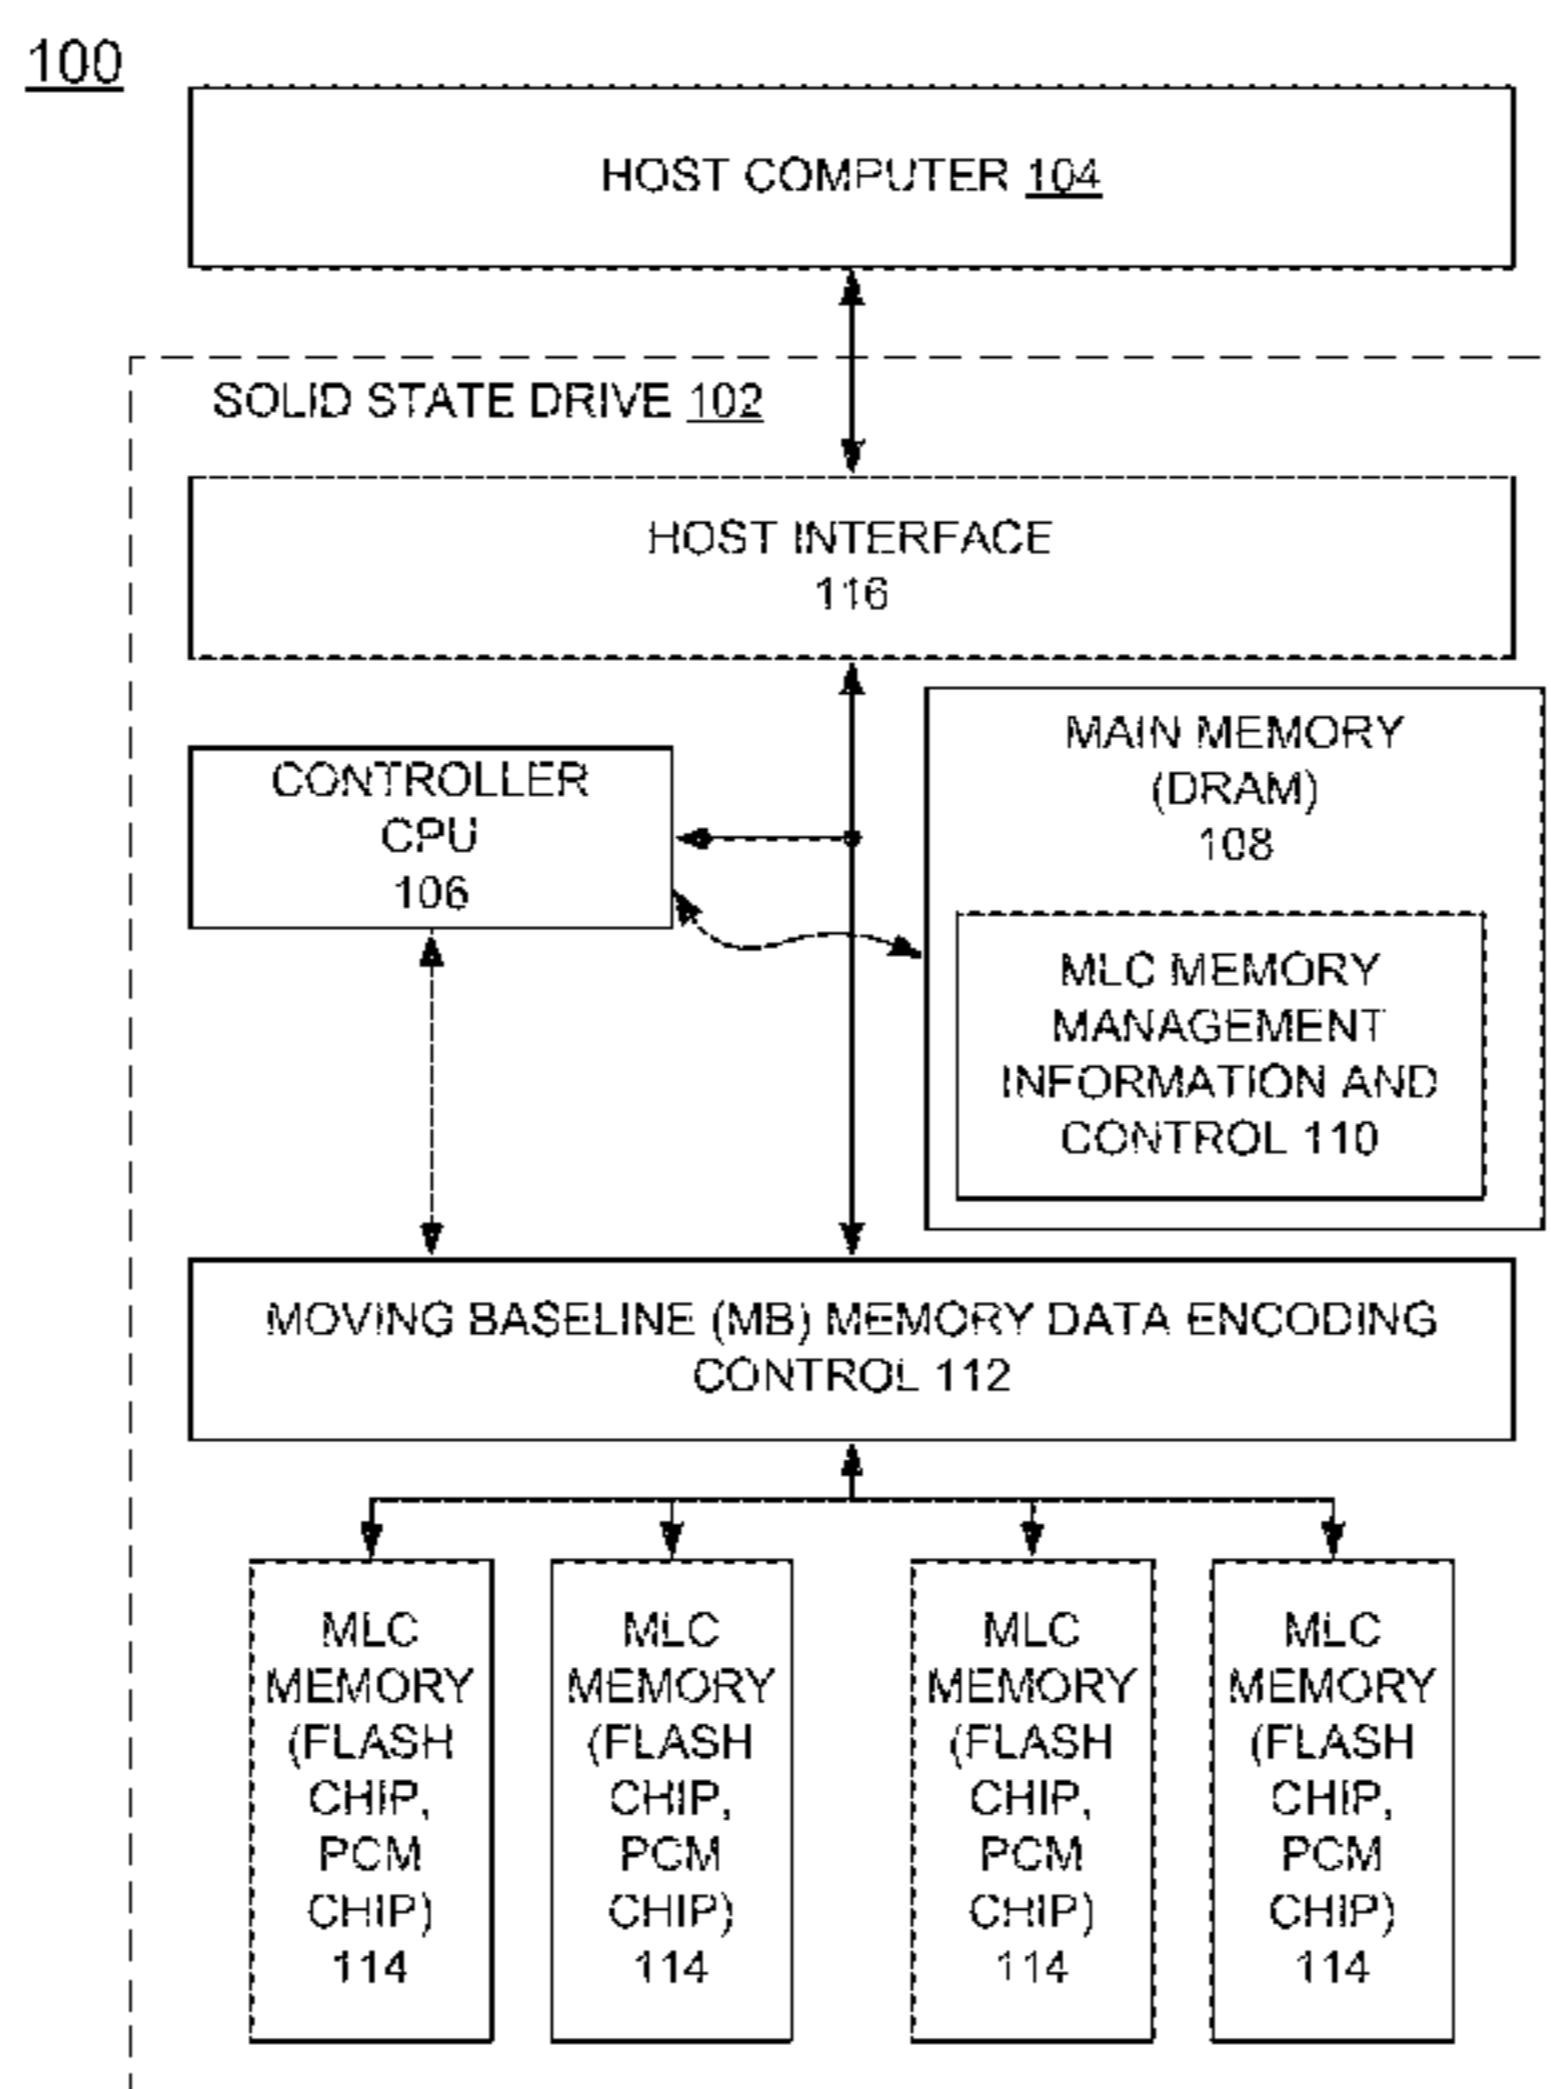 100
HOST COMPUTER 104
SOLID STATE DRIVE 102
HOST INTERFACE
116
CONTROLLER
CPU
106
MAIN MEMORY
(DRAM)
108
MLC MEMORY
MANAGEMENT
INFORMATION AND
CONTROL 110
MOVING BASELINE (MB) MEMORY DATA ENCODING
CONTROL 112
MLC
MEMORY
(FLASH
CHIP,
PCM
CHIP)
114
MLC
MEMORY
(FLASH
CHIP,
PCM
CHIP)
114
MLC
MEMORY
(FLASH
CHIP,
PCM
CHIP)
114
MLC
MEMORY
(FLASH
CHIP,
PCM
CHIP)
114